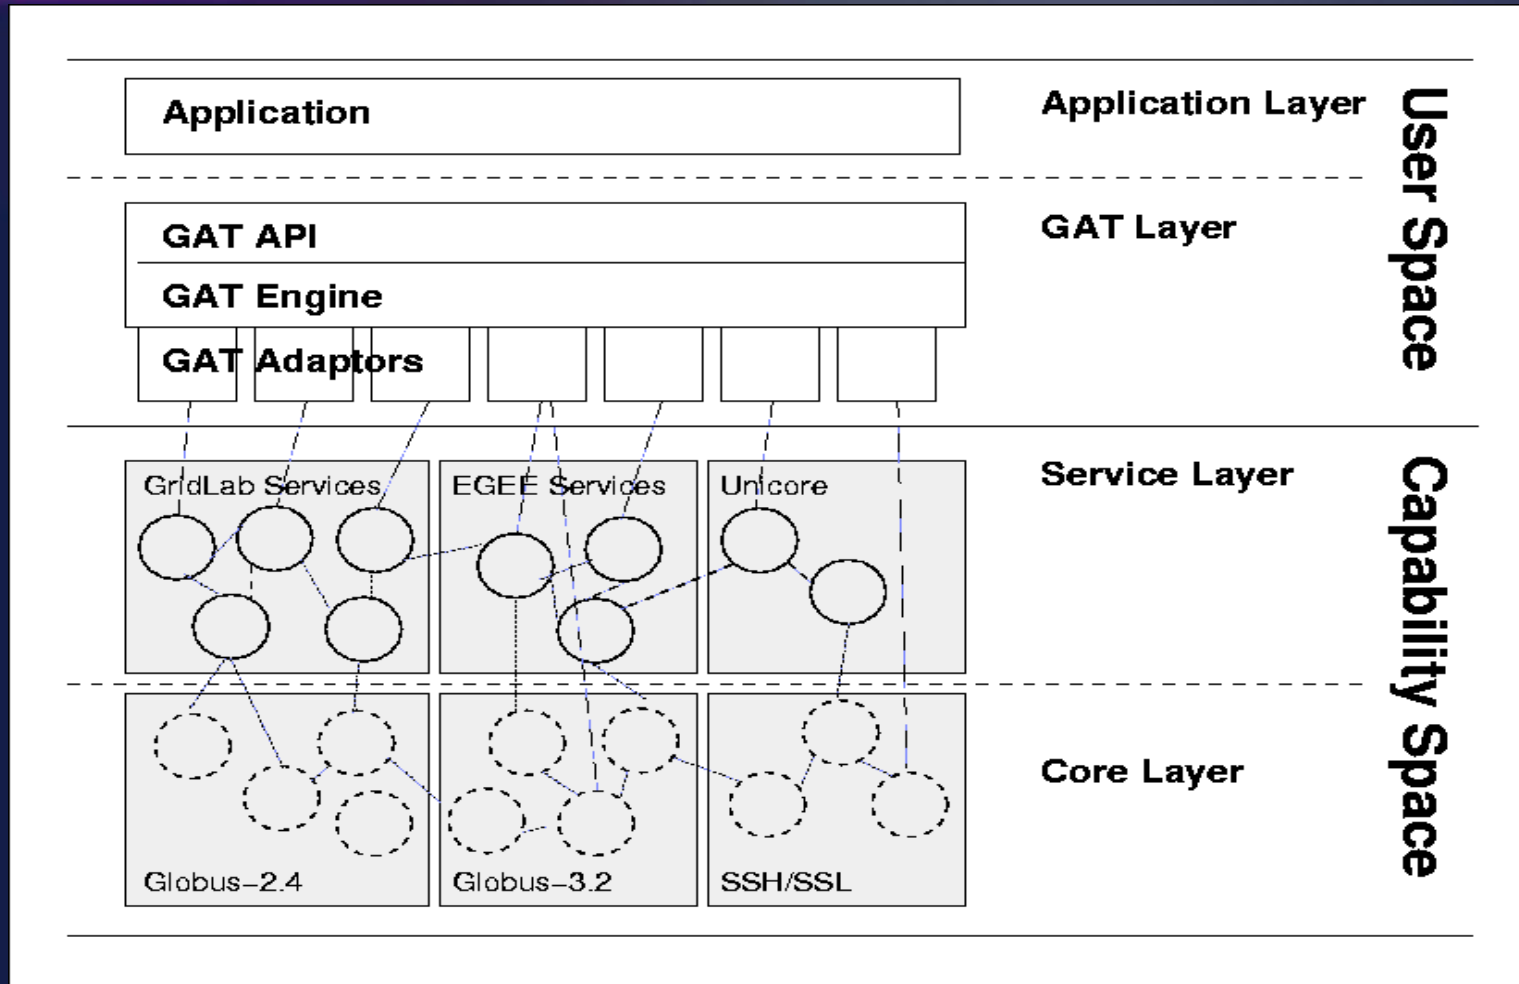 Application
Application Layer
GAT API
GAT Layer
GAT Engine
GAT Adaptors
User Space
GridLab Services
EGEE Services
Unicore
Service Layer
Core Layer
Globus−2.4
Globus−3.2
SSH/SSL
Capability Space